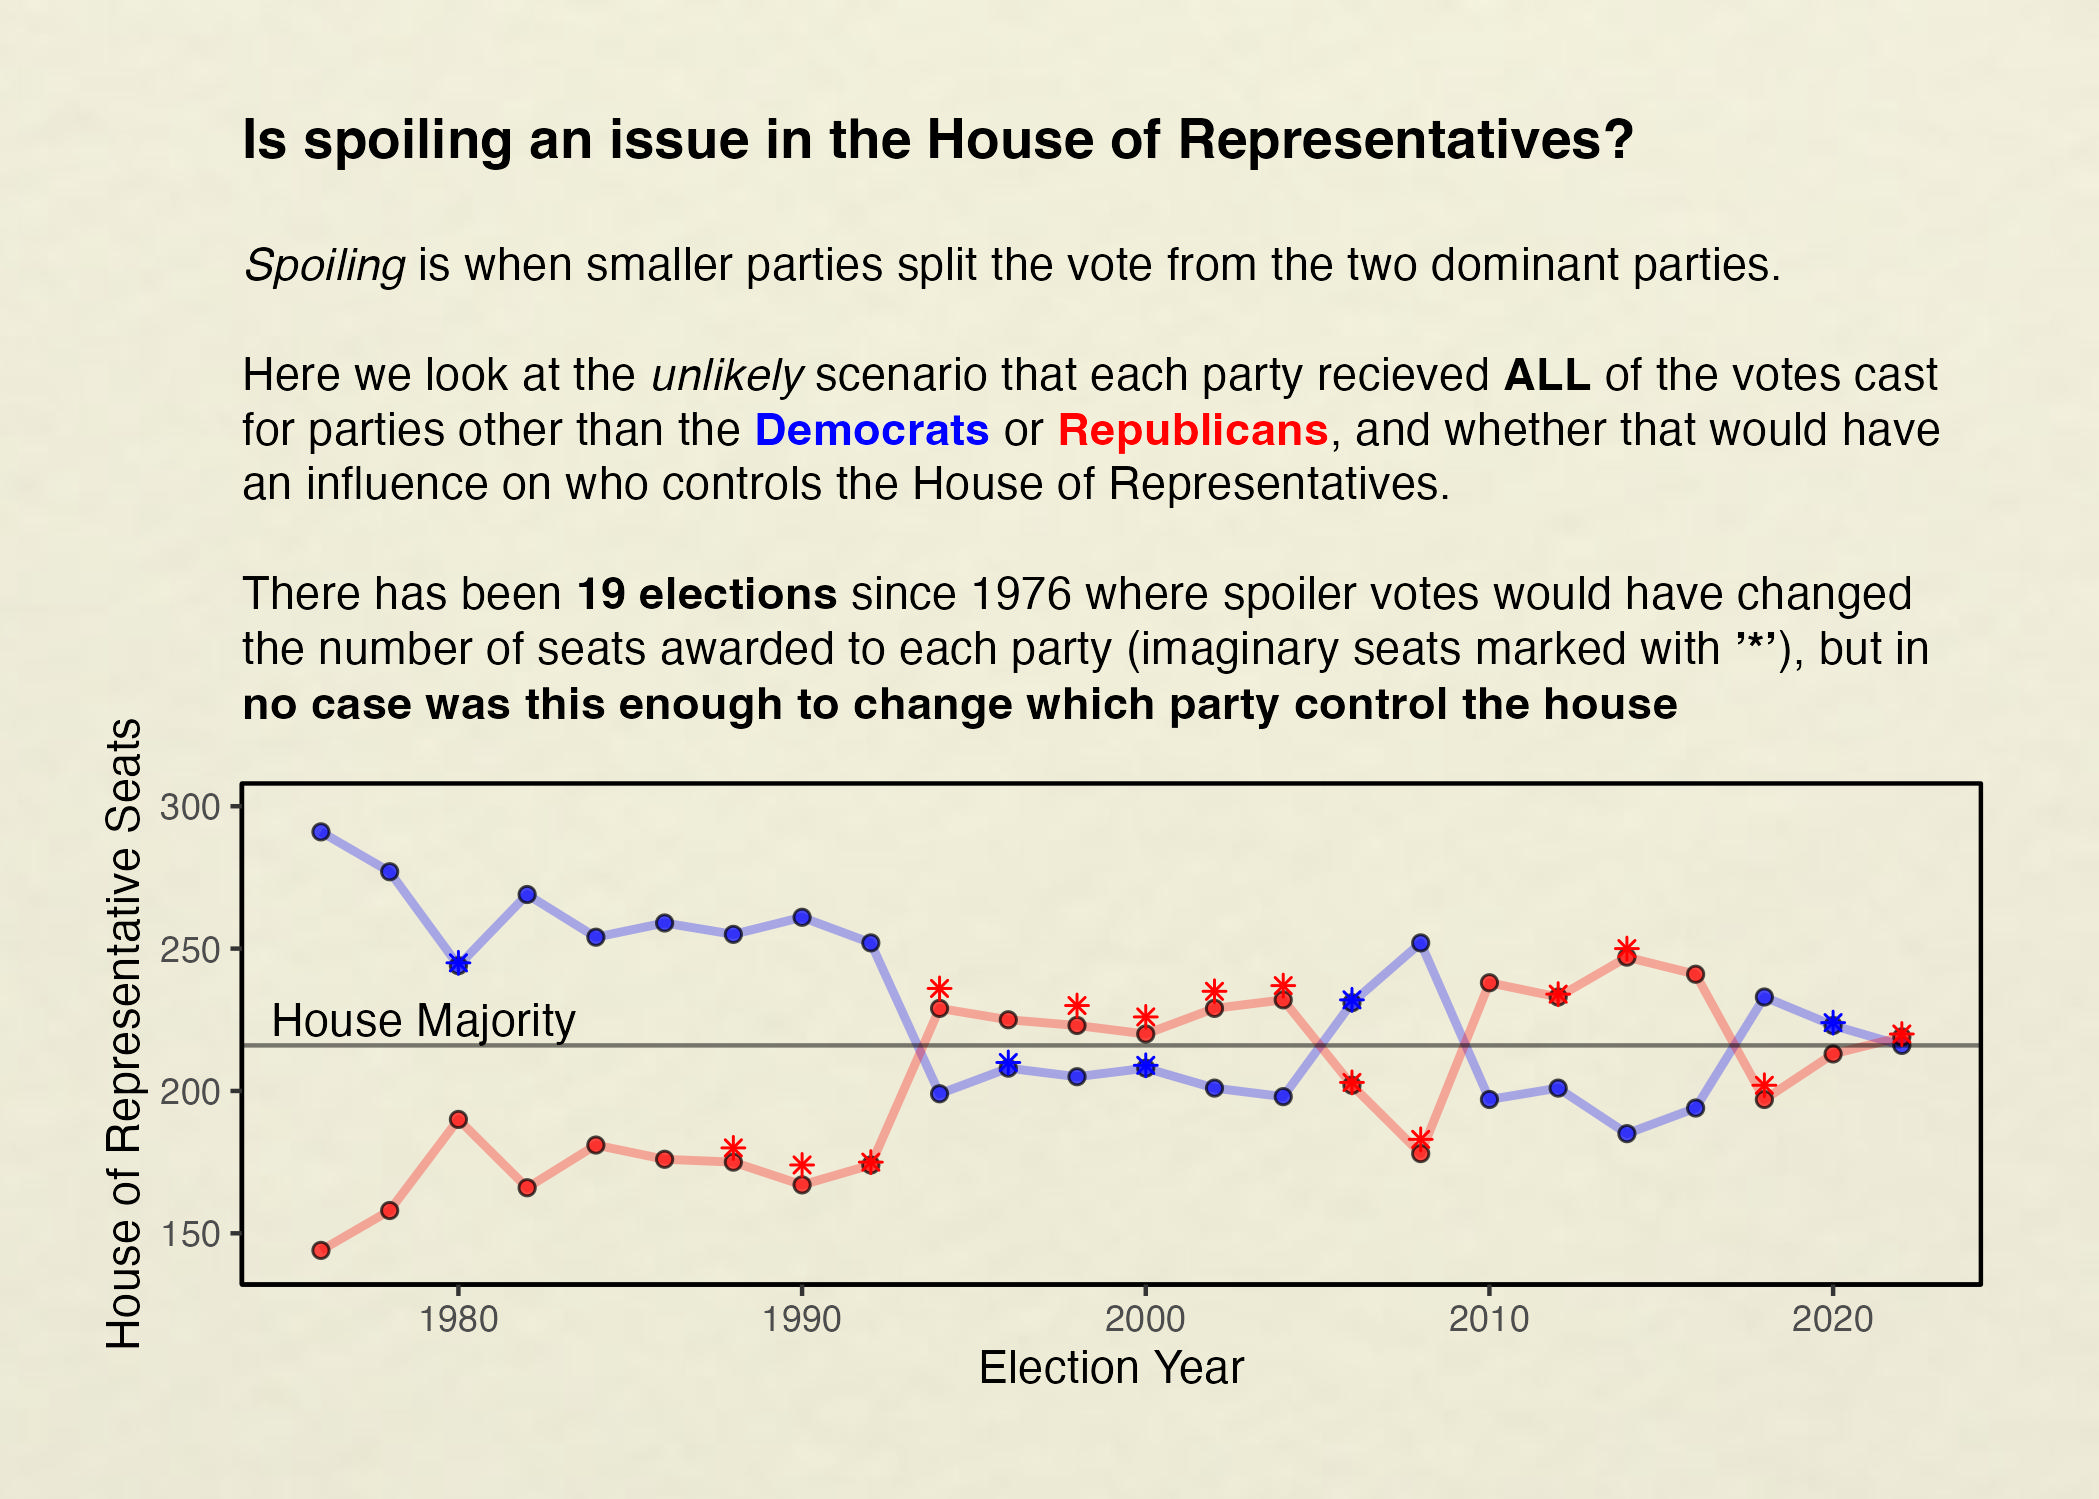 Is spoiling an issue in the House of Representatives?
Spoiling is when smaller parties split the vote from the two dominant parties.
Here we look at the unlikely scenario that each party recieved ALL of the votes cast
for parties other than the Democrats or Republicans, and whether that would have
an influence on who controls the House of Representatives.
There has been 19 elections since 1976 where spoiler votes would have changed
the number of seats awarded to each party (imaginary seats marked with ’*’), but in
no case was this enough to change which party control the house
House of Representative Seats
300
250
200
150
House Majority
1980
1990
2000
2010
2020
Election Year